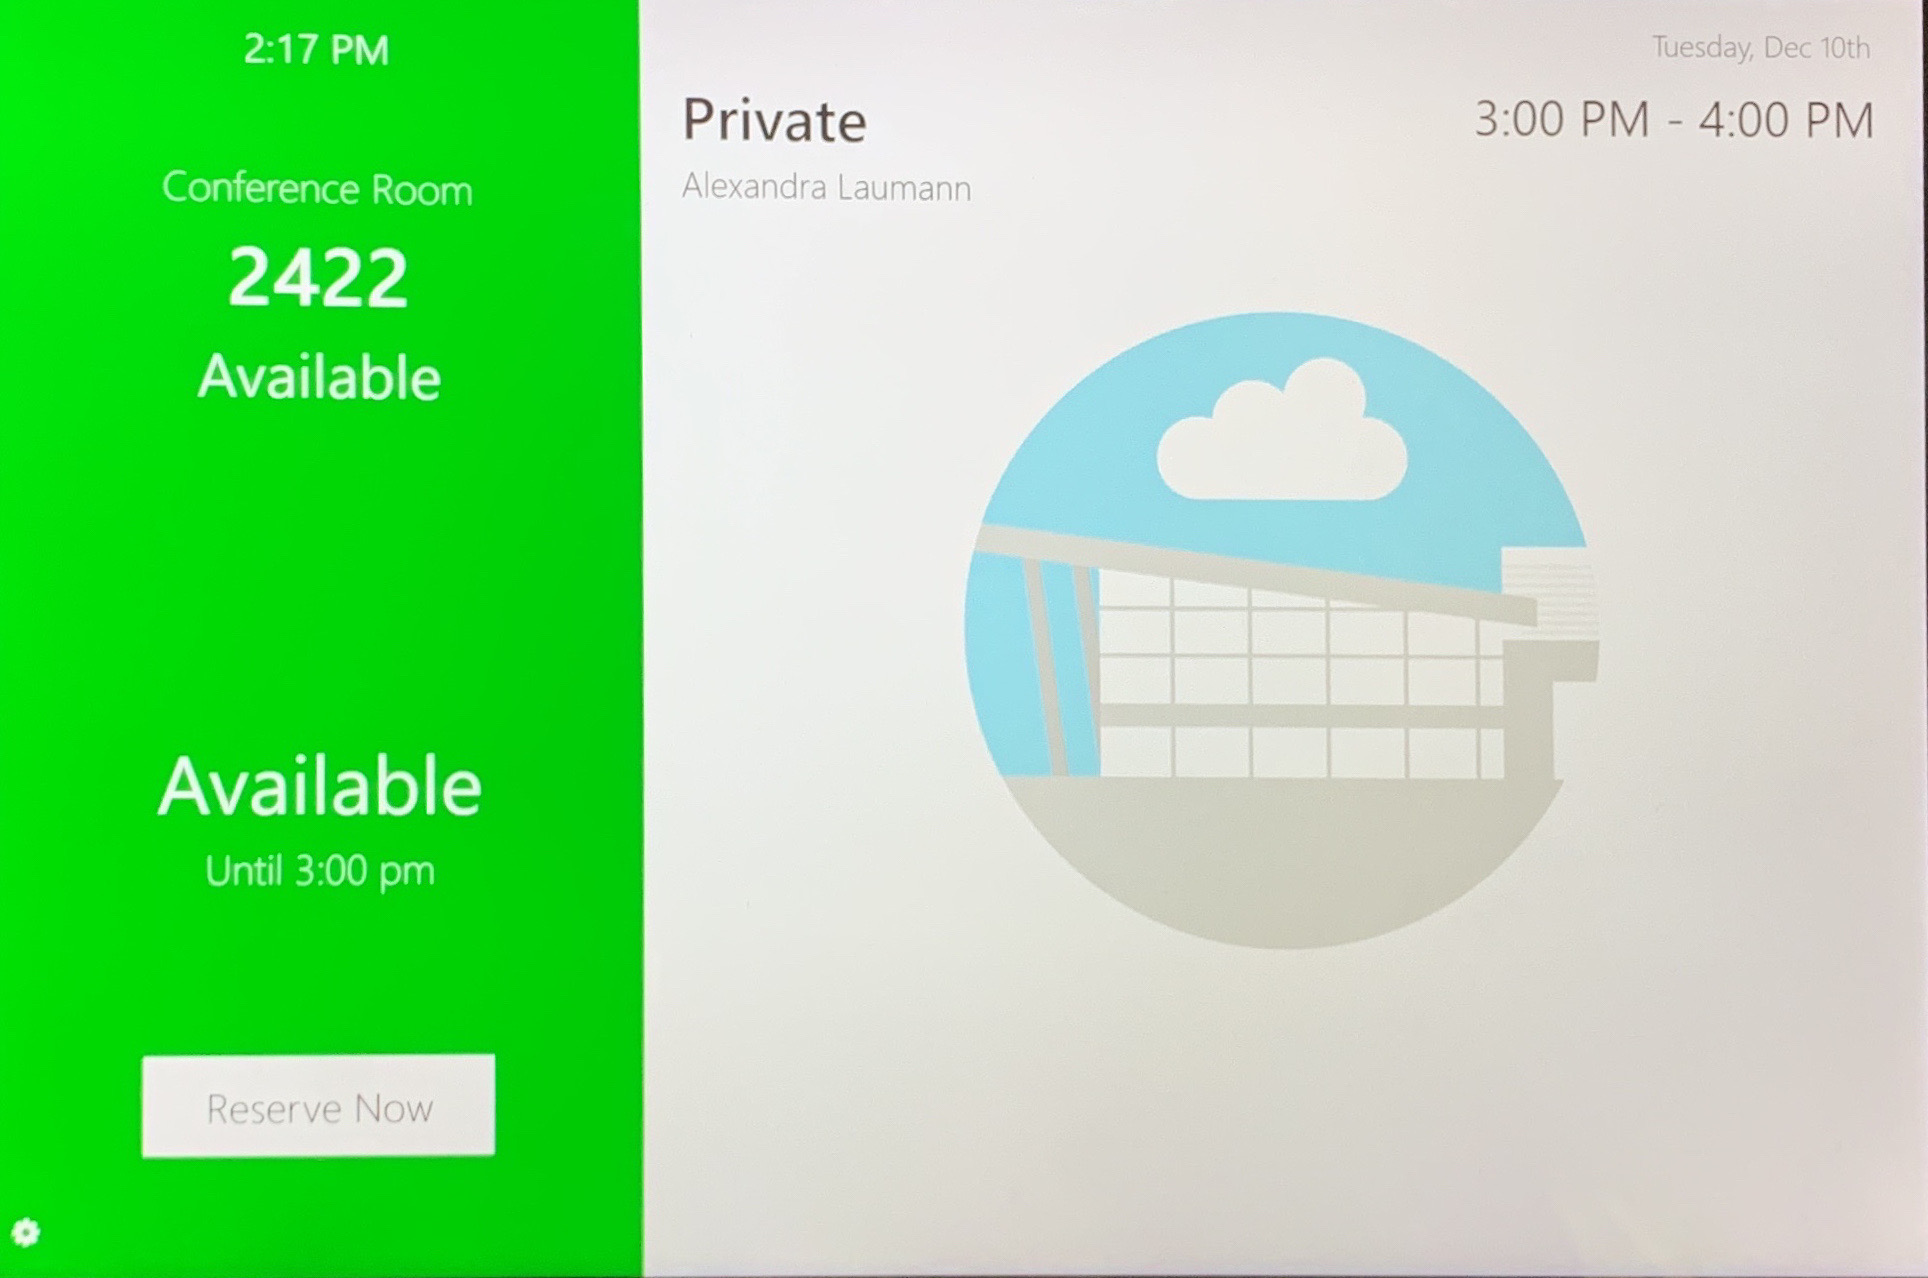 2:17 PM
Conference Room
2422
Available
Available
Until 3:00 pm
Reserve Now
Tuesday, Dec 10th
Private
3:00 PM - 4:00 PM
Alexandra Laumann